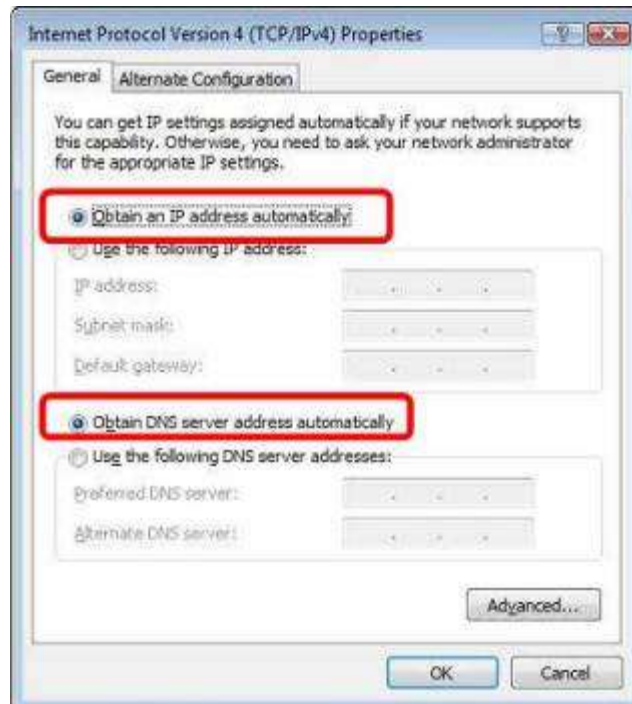 Internet Protocol Version 4 (TCP/IPv4) Properties
General
Alternate Configuration
You can get IP settings assigned automatically if your network supports
this capability. Otherwise, you need to ask your network administrator
for the appropriate IP settings.
Obtain an IP address automatically
Use the following IP address:
IP address:
Subnet mask:
Default gateway:
Obtain DNS server address automatically
Use the following DNS server addresses:
Preferred DNS server:
Alternate DNS server:
Advanced...
OK
Cancel